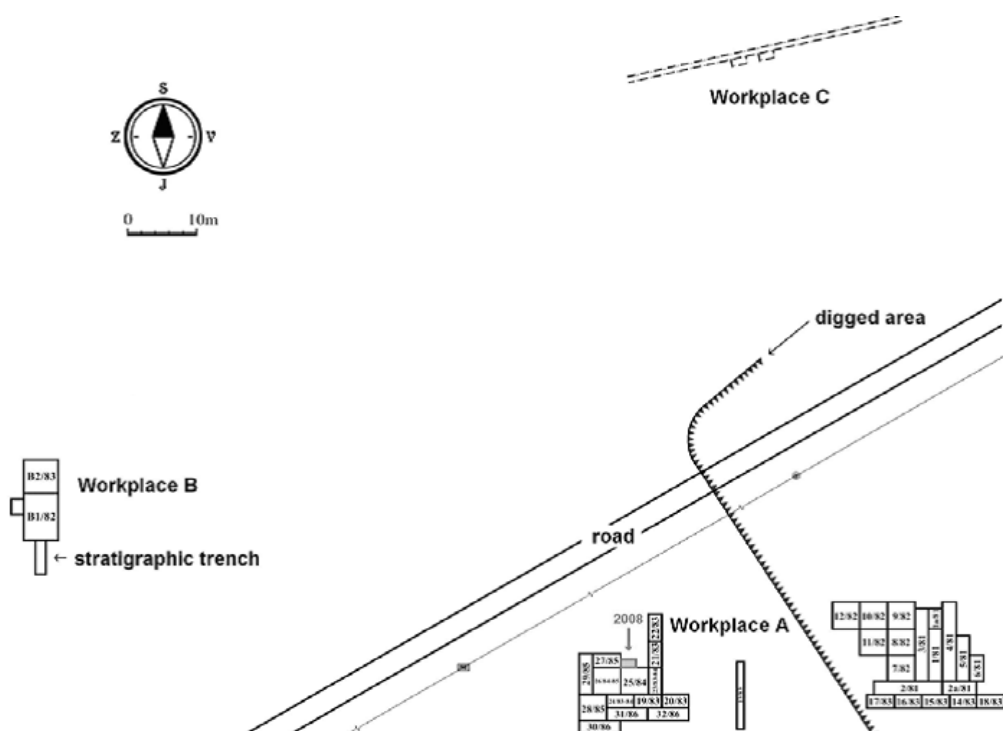 Workplace C
S
Z V
J
0 10m
digged area
B2/83
Workplace B
B1/82
stratigraphic trench
road
2008
Workplace A
22/83
21/83
27/85
29/85
25/84
28/85
19/83 20/83
31/86 32/86
30/86
12/82 10/82 9/82
11/82 8/82
7/82
3/81
1/81
4/81
5/81
6/81
2/81 2a/81
17/83 16/83 15/83 14/83 18/83